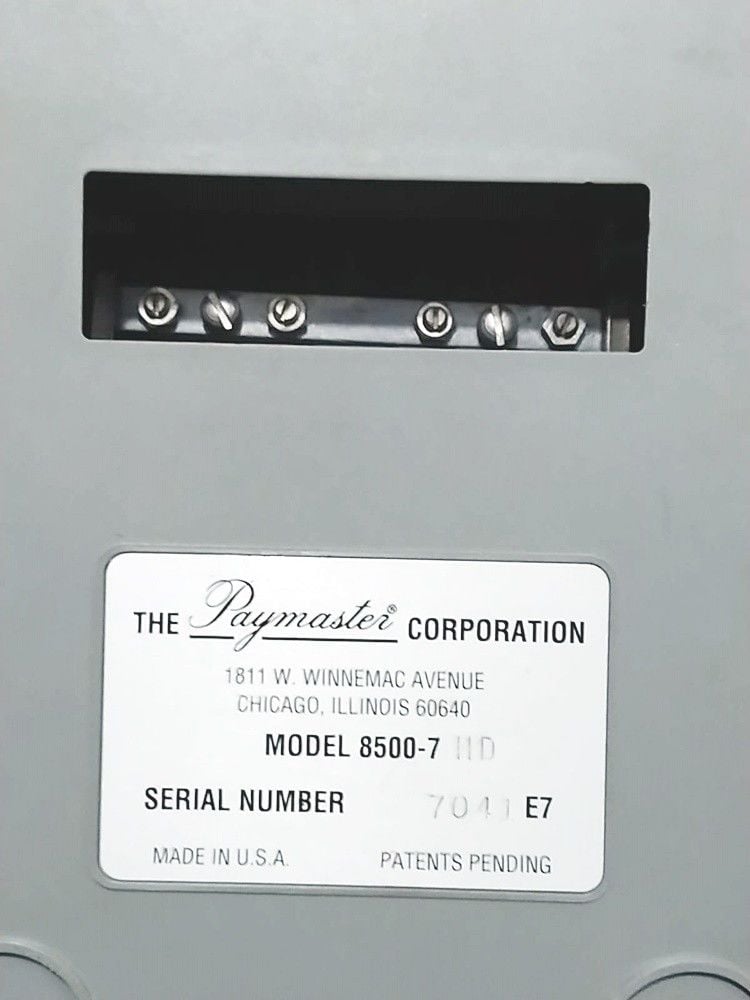 THE Paymaster® CORPORATION
1811 W. WINNEMAC AVENUE
CHICAGO, ILLINOIS 60640
MODEL 8500-7
SERIAL NUMBER 7041 E7
MADE IN U.S.A. PATENTS PENDING